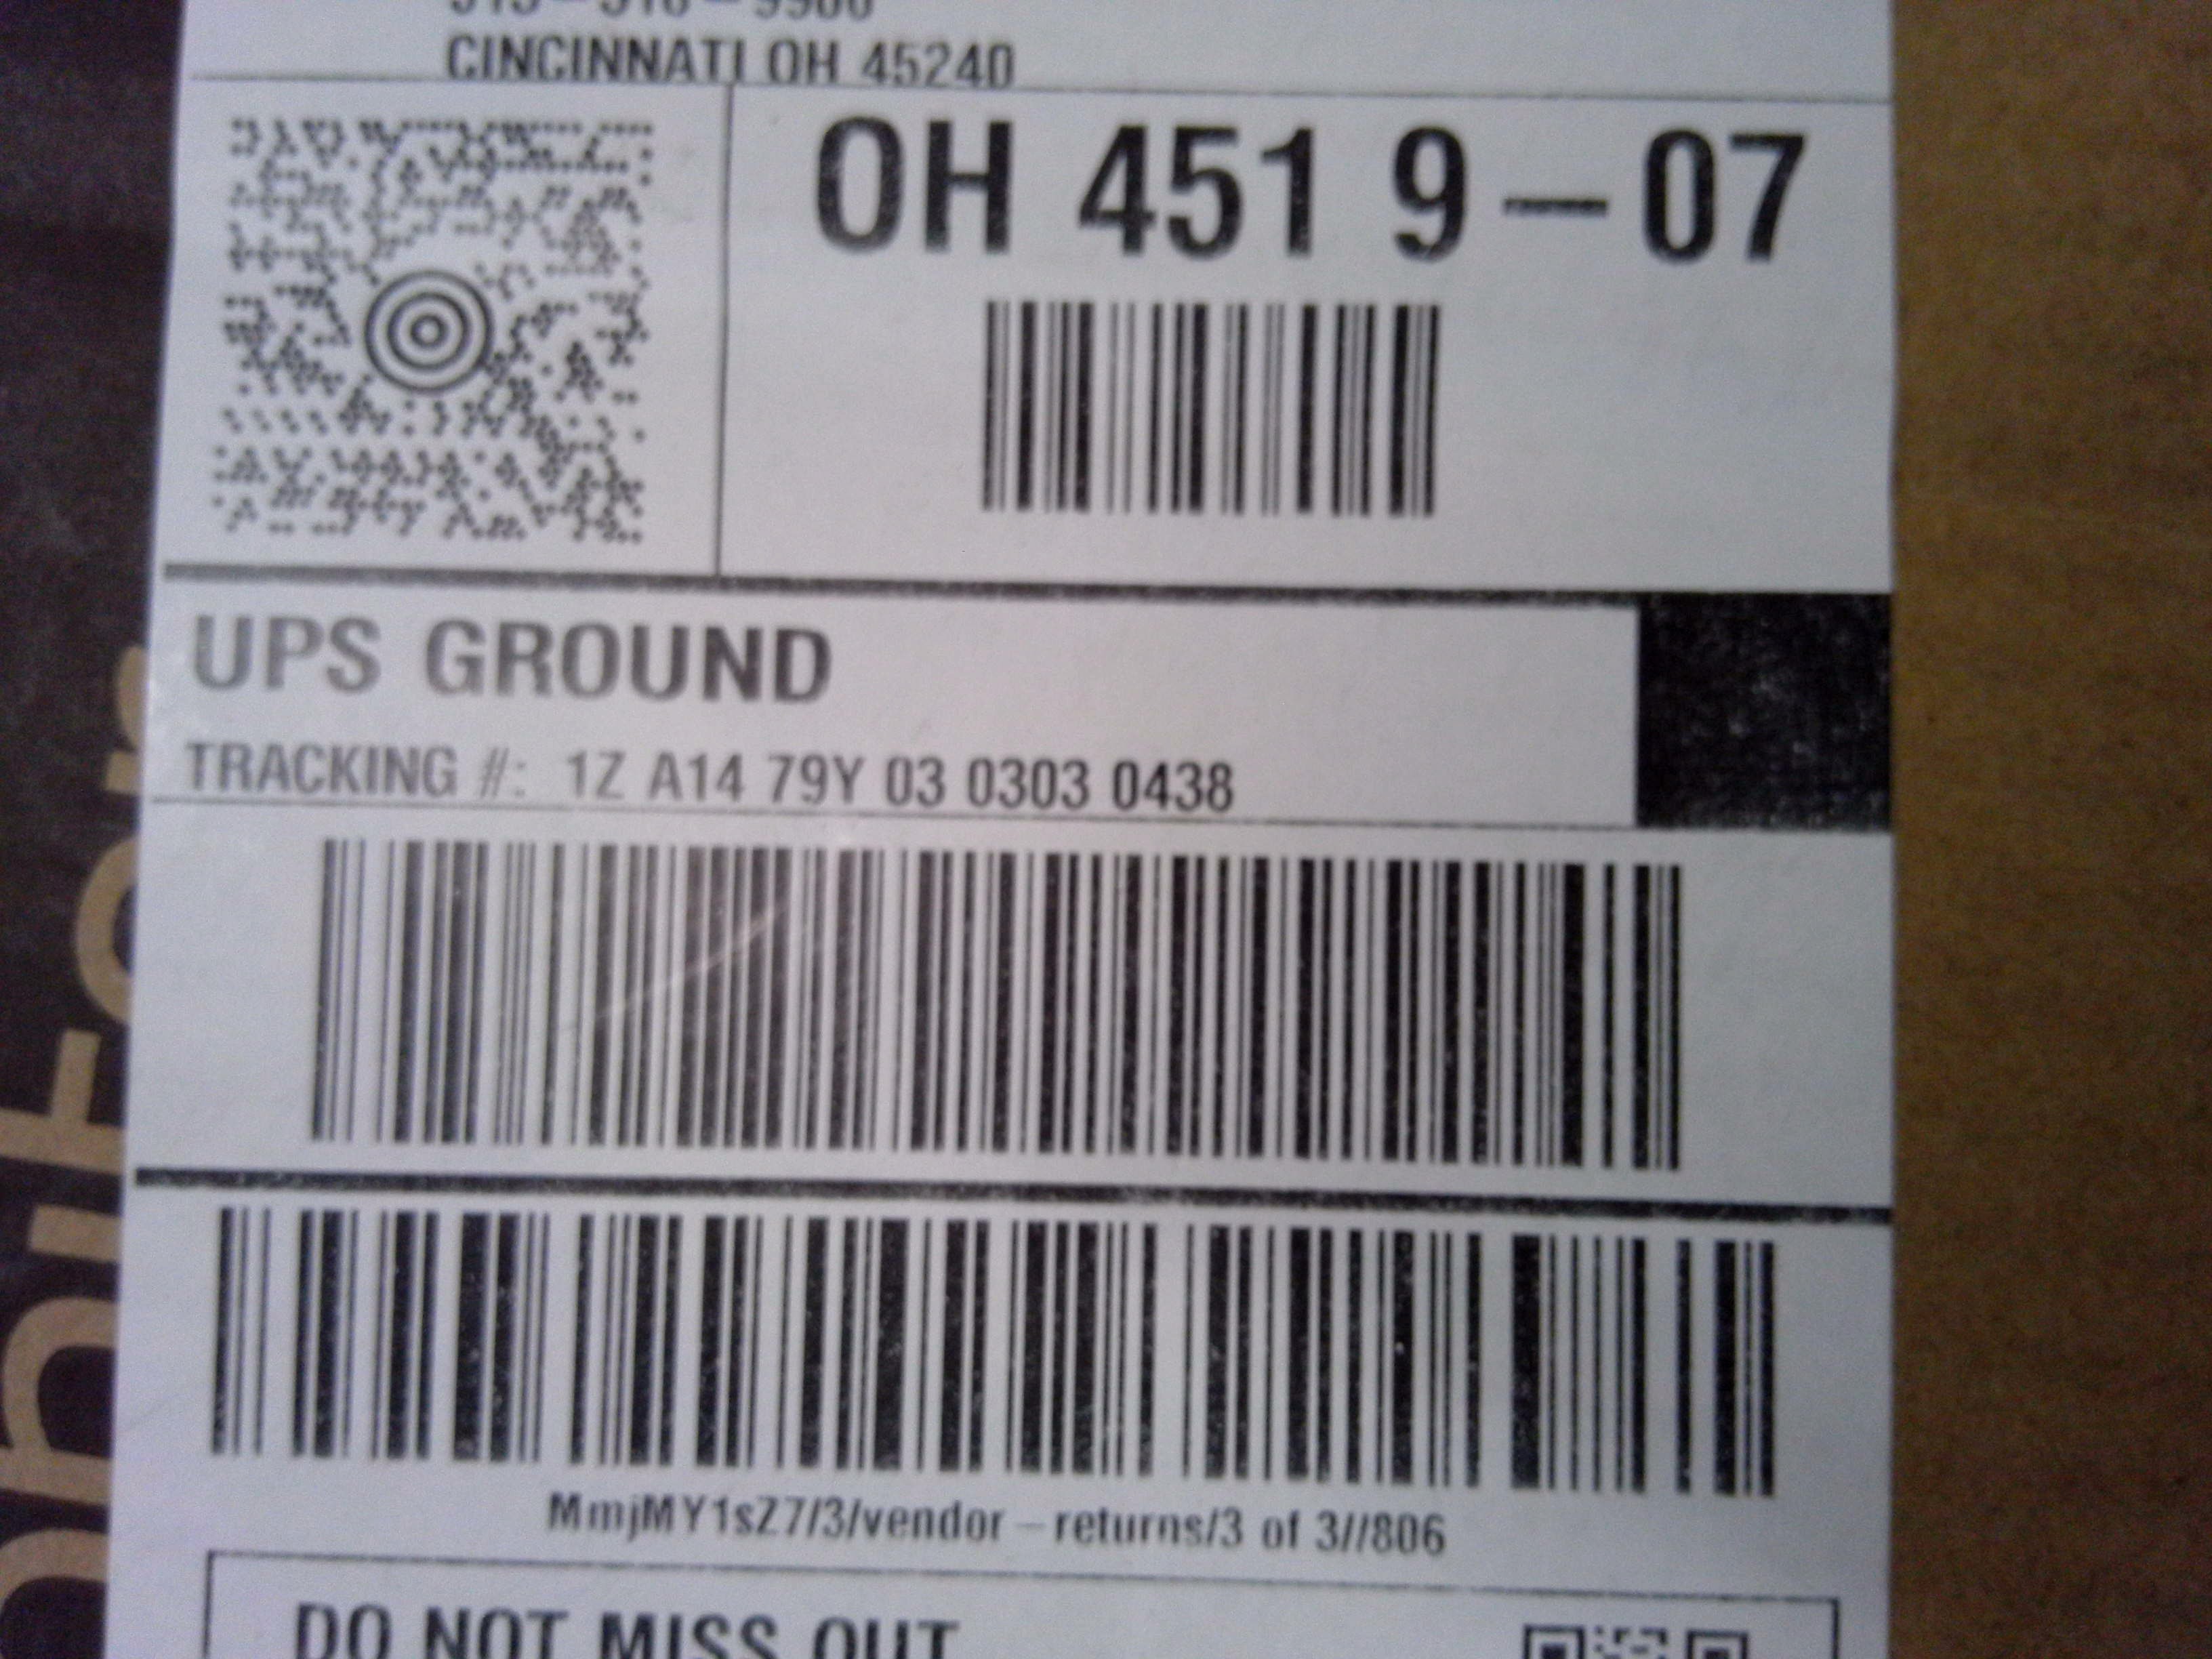 CINCINNATI OH 45240
OH 451 9-07
UPS GROUND
TRACKING #: 1Z A14 79Y 03 0303 0438
MmjMY1sZ7/3/vendor-returns/3 of 3//806
DO NOT MISS OUT